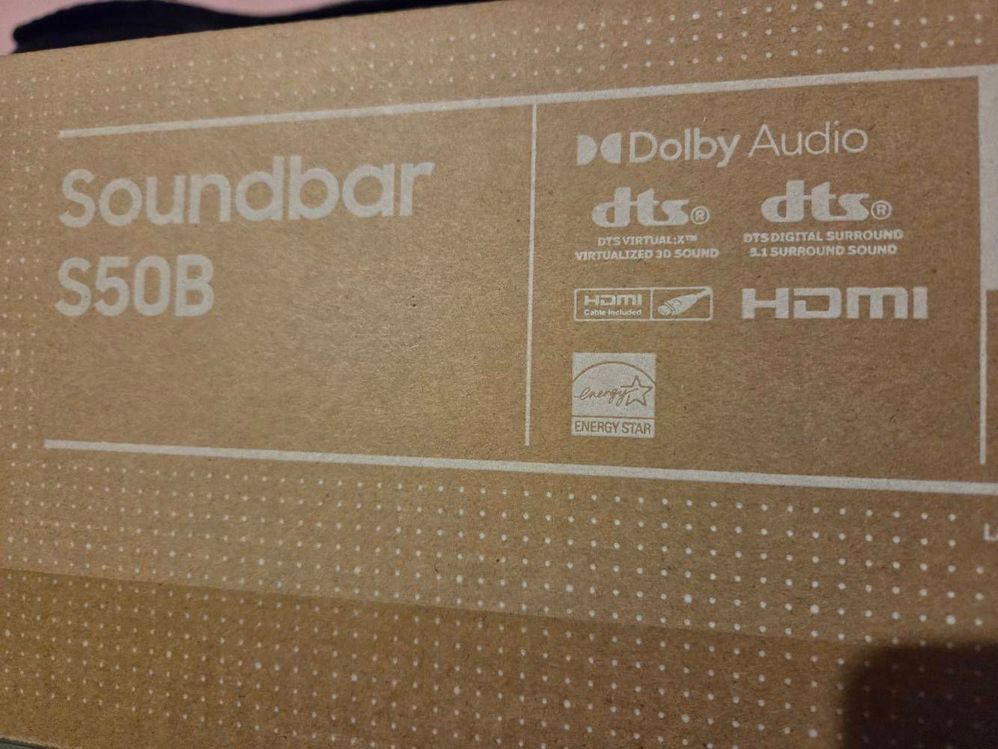 Soundbar
S50B
Dolby Audio
dts®
DTS VIRTUAL:X™
VIRTUALIZED 3D SOUND
dts®
DTS DIGITAL SURROUND
5.1 SURROUND SOUND
HDMI
Cable Included
HDMI
energy
ENERGY STAR